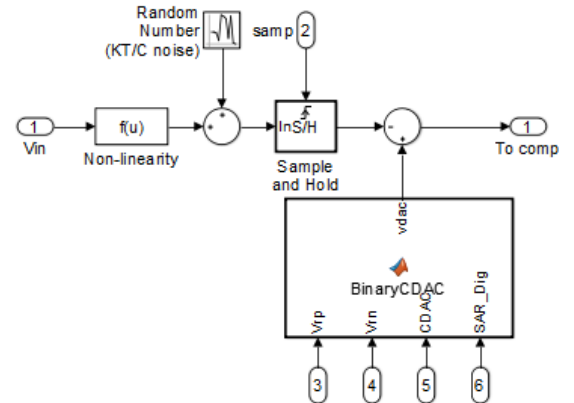 Random
Number
(KT/C noise)
samp
2
1
Vin
f(u)
Non-linearity
+
+
In S/H
Sample
and Hold
-
+
1
To comp
vdac
BinaryCDAC
Vrp
Vrn
CDAC
SAR_Dig
3
4
5
6